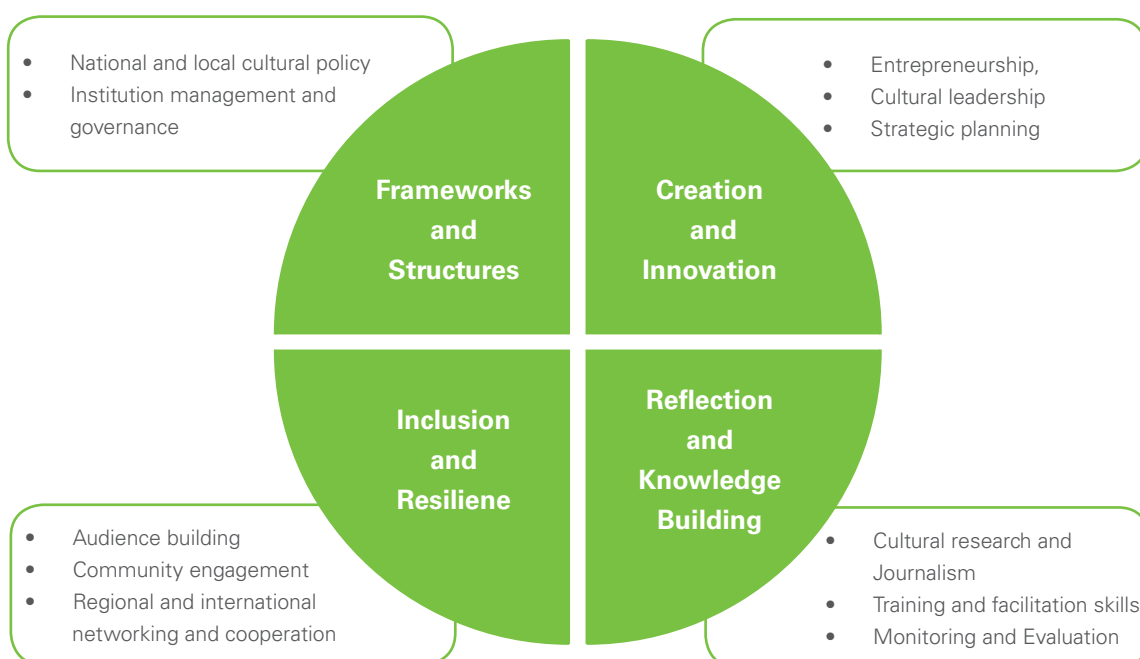 • National and local cultural policy
• Institution management and
governance
• Entrepreneurship,
• Cultural leadership
• Strategic planning
Frameworks
and
Structures
Creation
and
Innovation
Inclusion
and
Resiliene
Reflection
and
Knowledge
Building
• Audience building
• Community engagement
• Regional and international
networking and cooperation
• Cultural research and
Journalism
• Training and facilitation skills
• Monitoring and Evaluation